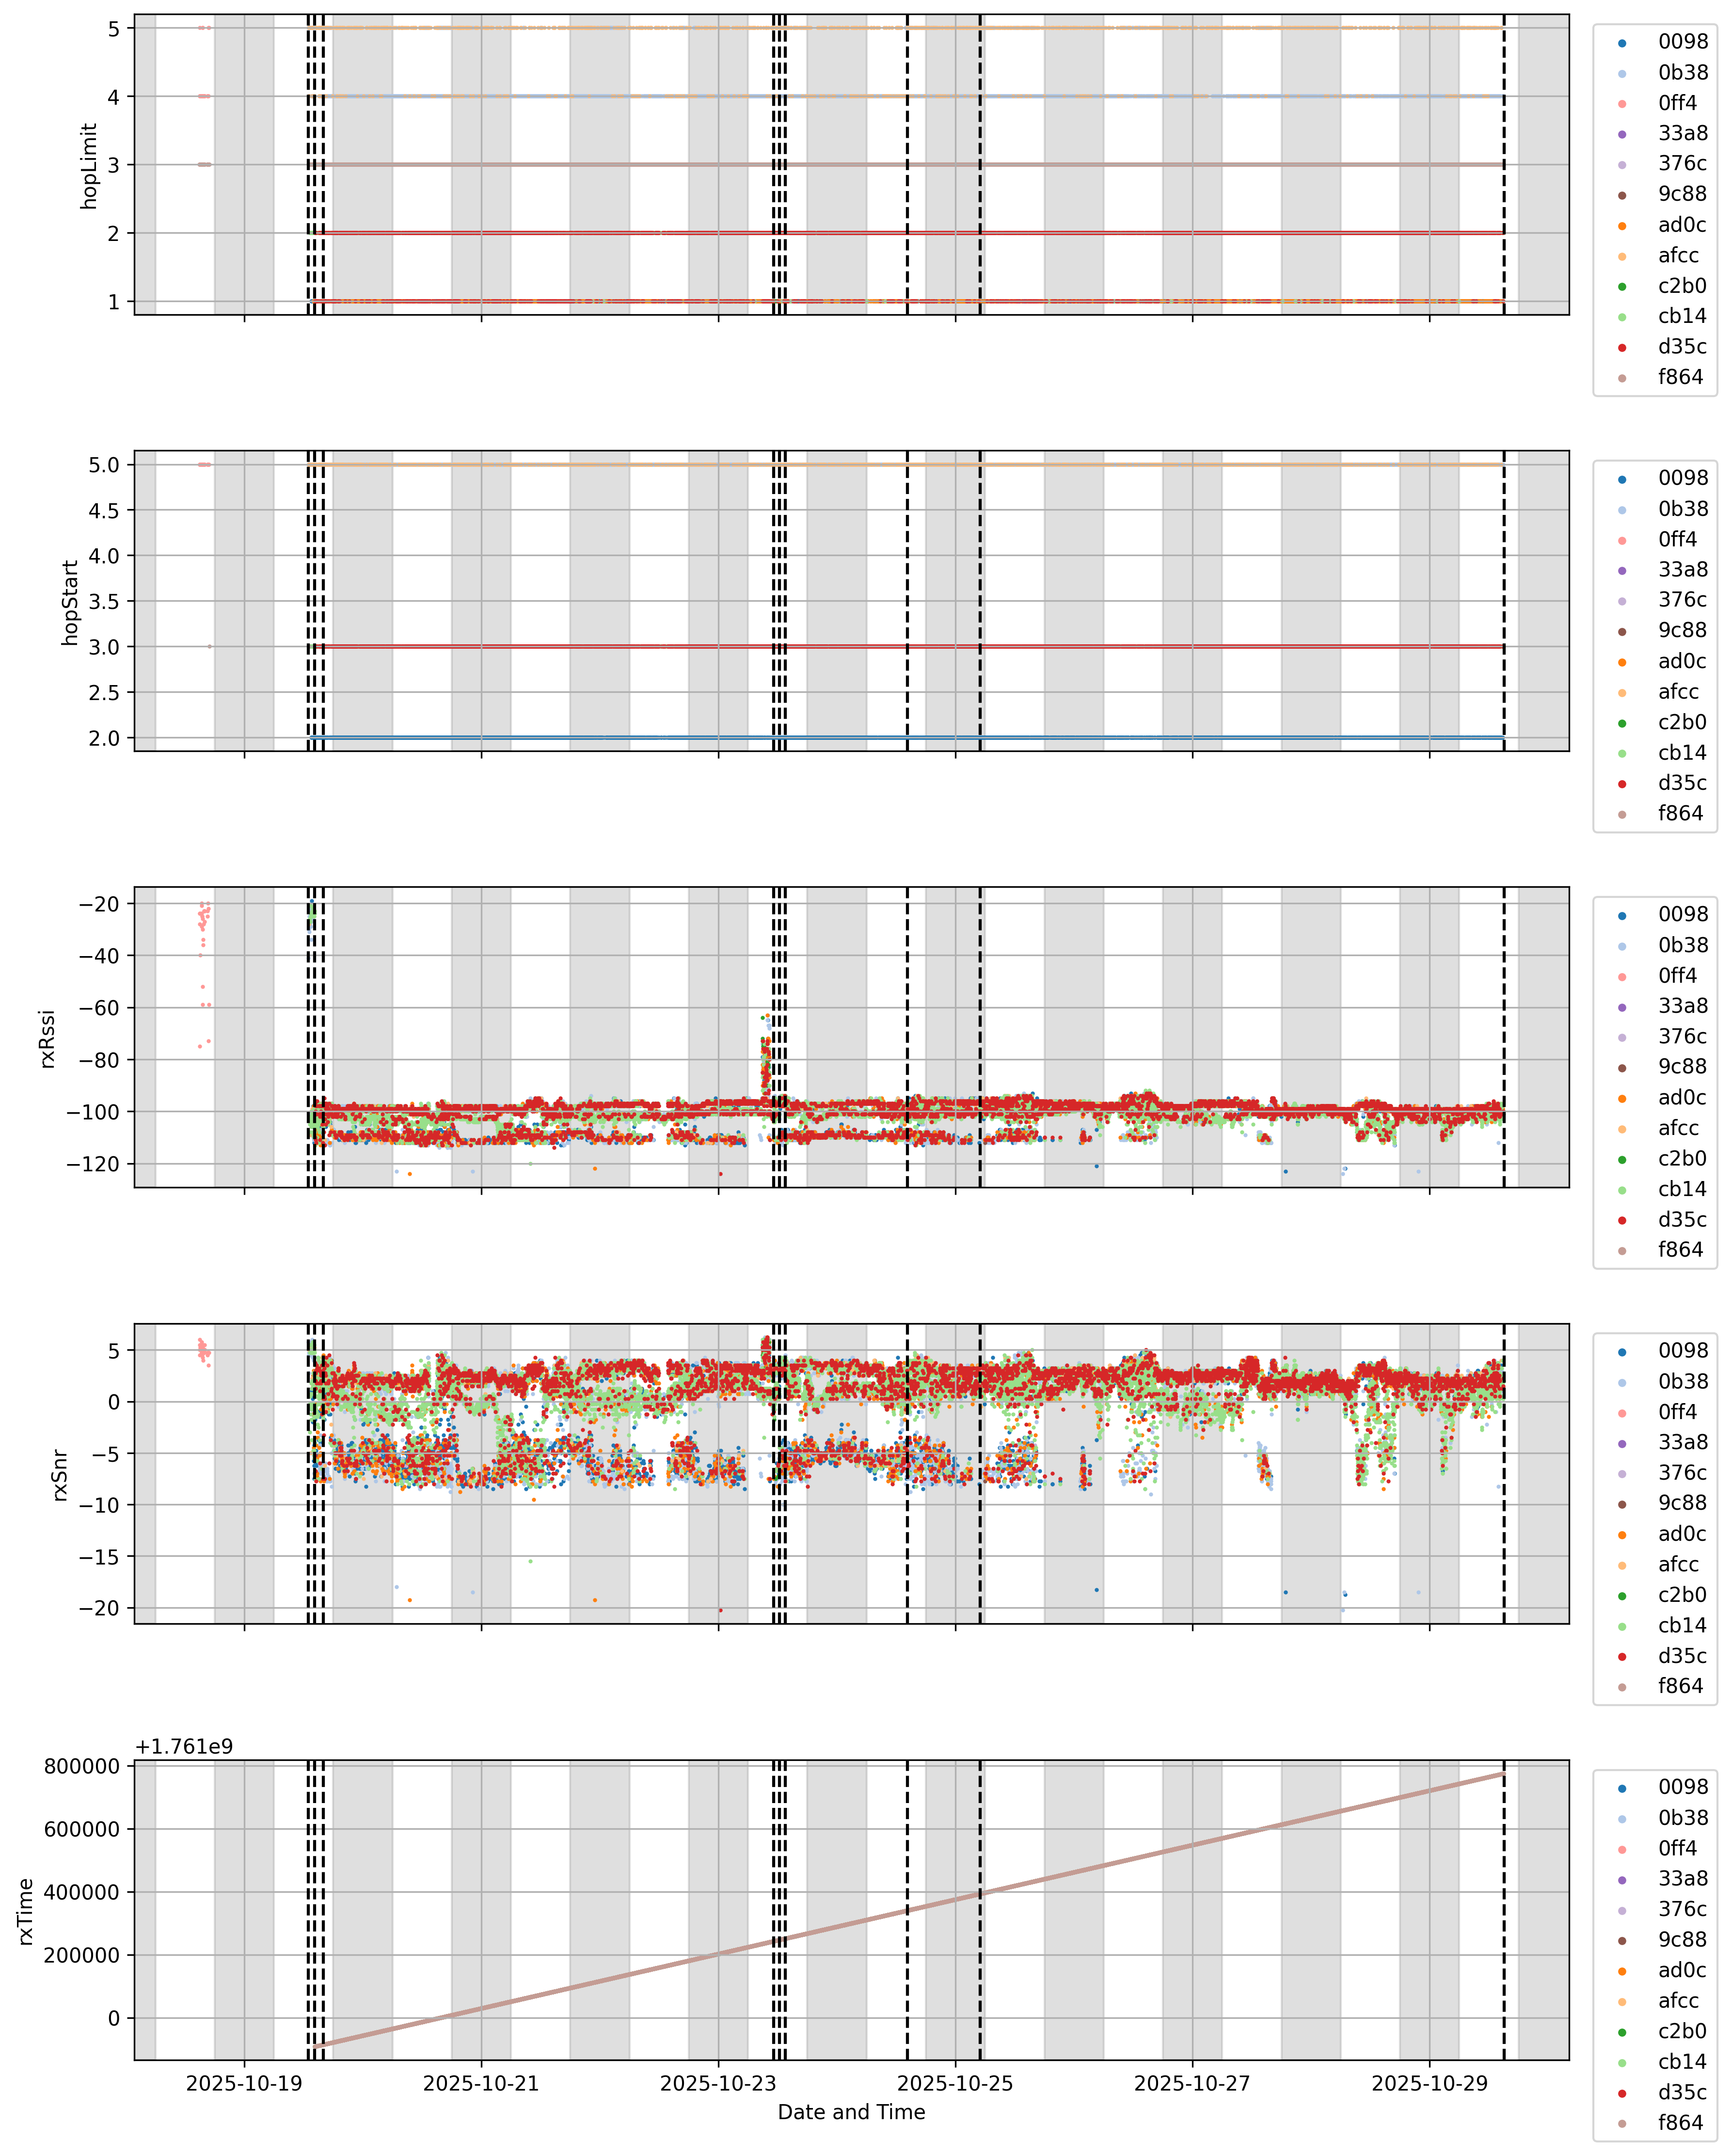 5
4
3
2
1
hopLimit
0098
0b38
0ff4
33a8
376c
9c88
ad0c
afcc
c2b0
cb14
d35c
f864
5.0
4.5
4.0
3.5
3.0
2.5
2.0
hopStart
0098
0b38
0ff4
33a8
376c
9c88
ad0c
afcc
c2b0
cb14
d35c
f864
−20
−40
−60
−80
−100
−120
rxRssi
0098
0b38
0ff4
33a8
376c
9c88
ad0c
afcc
c2b0
cb14
d35c
f864
5
0
−5
−10
−15
−20
rxSnr
0098
0b38
0ff4
33a8
376c
9c88
ad0c
afcc
c2b0
cb14
d35c
f864
+1.761e9
800000
600000
400000
200000
0
rxTime
0098
0b38
0ff4
33a8
376c
9c88
ad0c
afcc
c2b0
cb14
d35c
f864
2025-10-19 2025-10-21 2025-10-23 2025-10-25 2025-10-27 2025-10-29
Date and Time